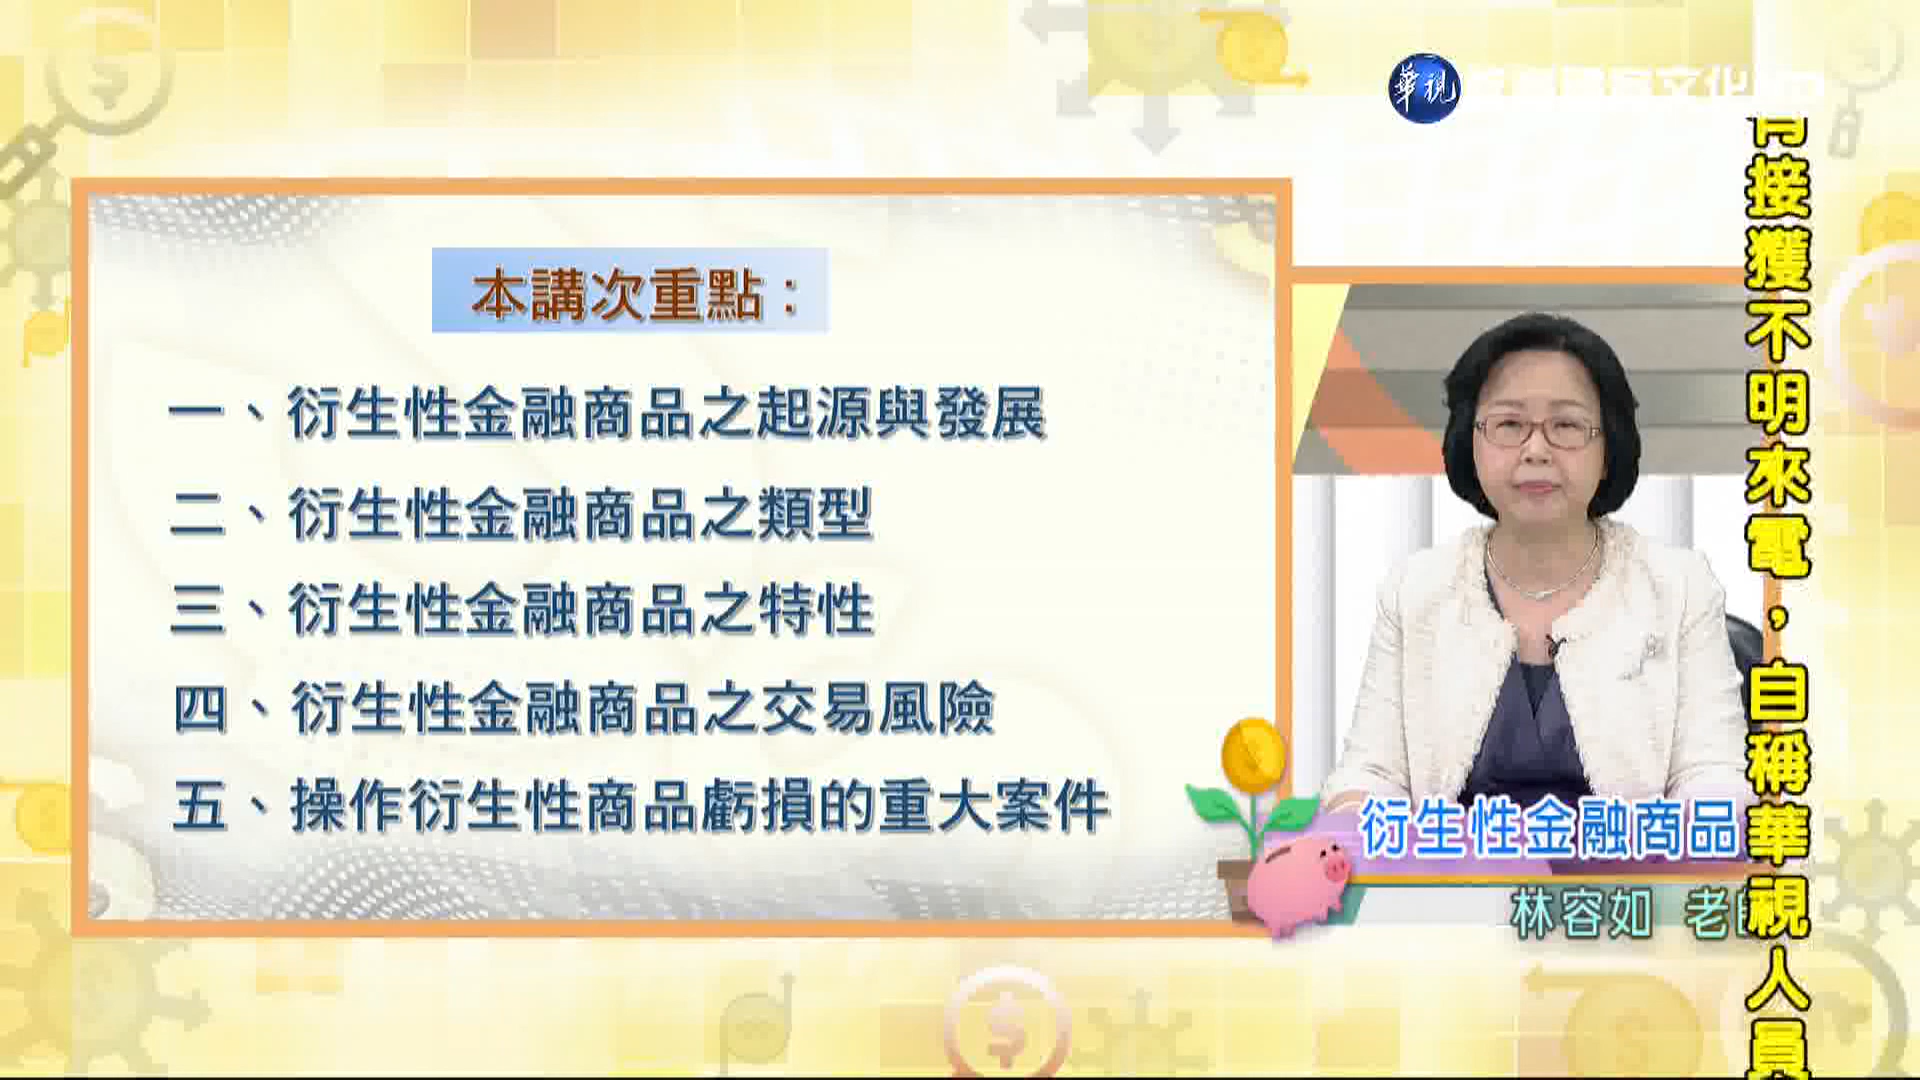 華視
本講次重點：
一、衍生性金融商品之起源與發展
二、衍生性金融商品之類型
三、衍生性金融商品之特性
四、衍生性金融商品之交易風險
五、操作衍生性商品虧損的重大案件
衍生性金融商品
林容如 老
接獲不明來電，自稱華視人員